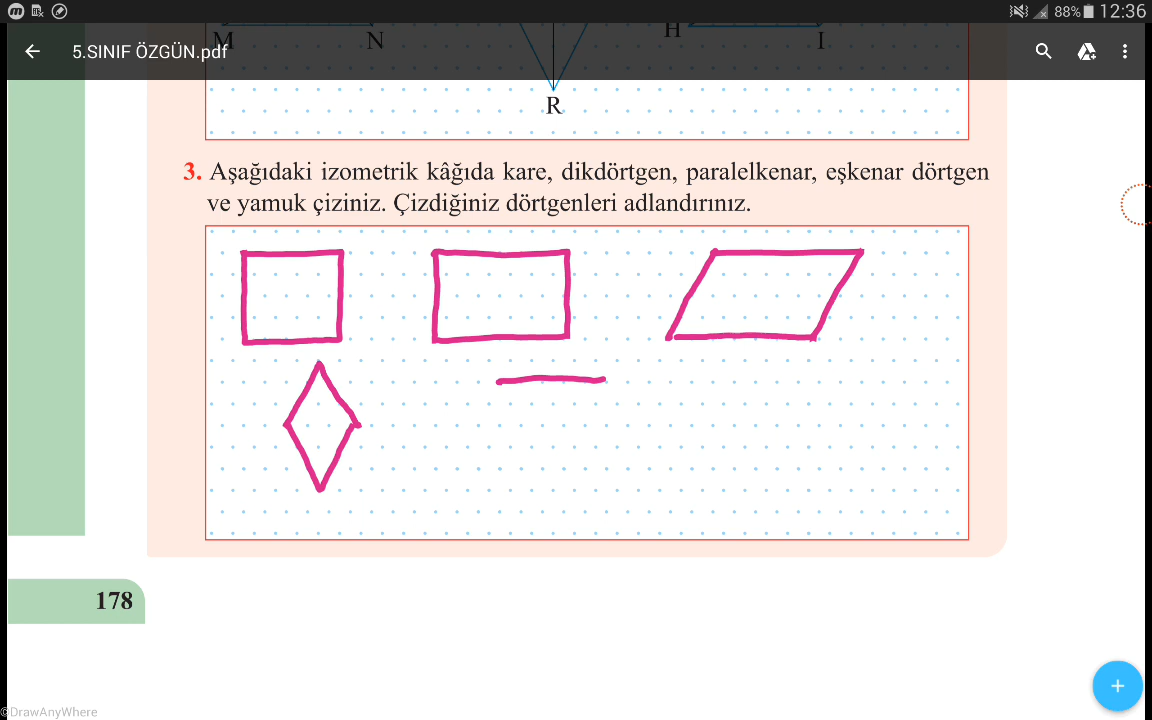 88% 12:36
5.SINIF ÖZGÜN.pdf
M N H I
R
3. Aşağıdaki izometrik kâğıda kare, dikdörtgen, paralelkenar, eşkenar dörtgen
ve yamuk çiziniz. Çizdiğiniz dörtgenleri adlandırınız.
178
©DrawAnyWhere